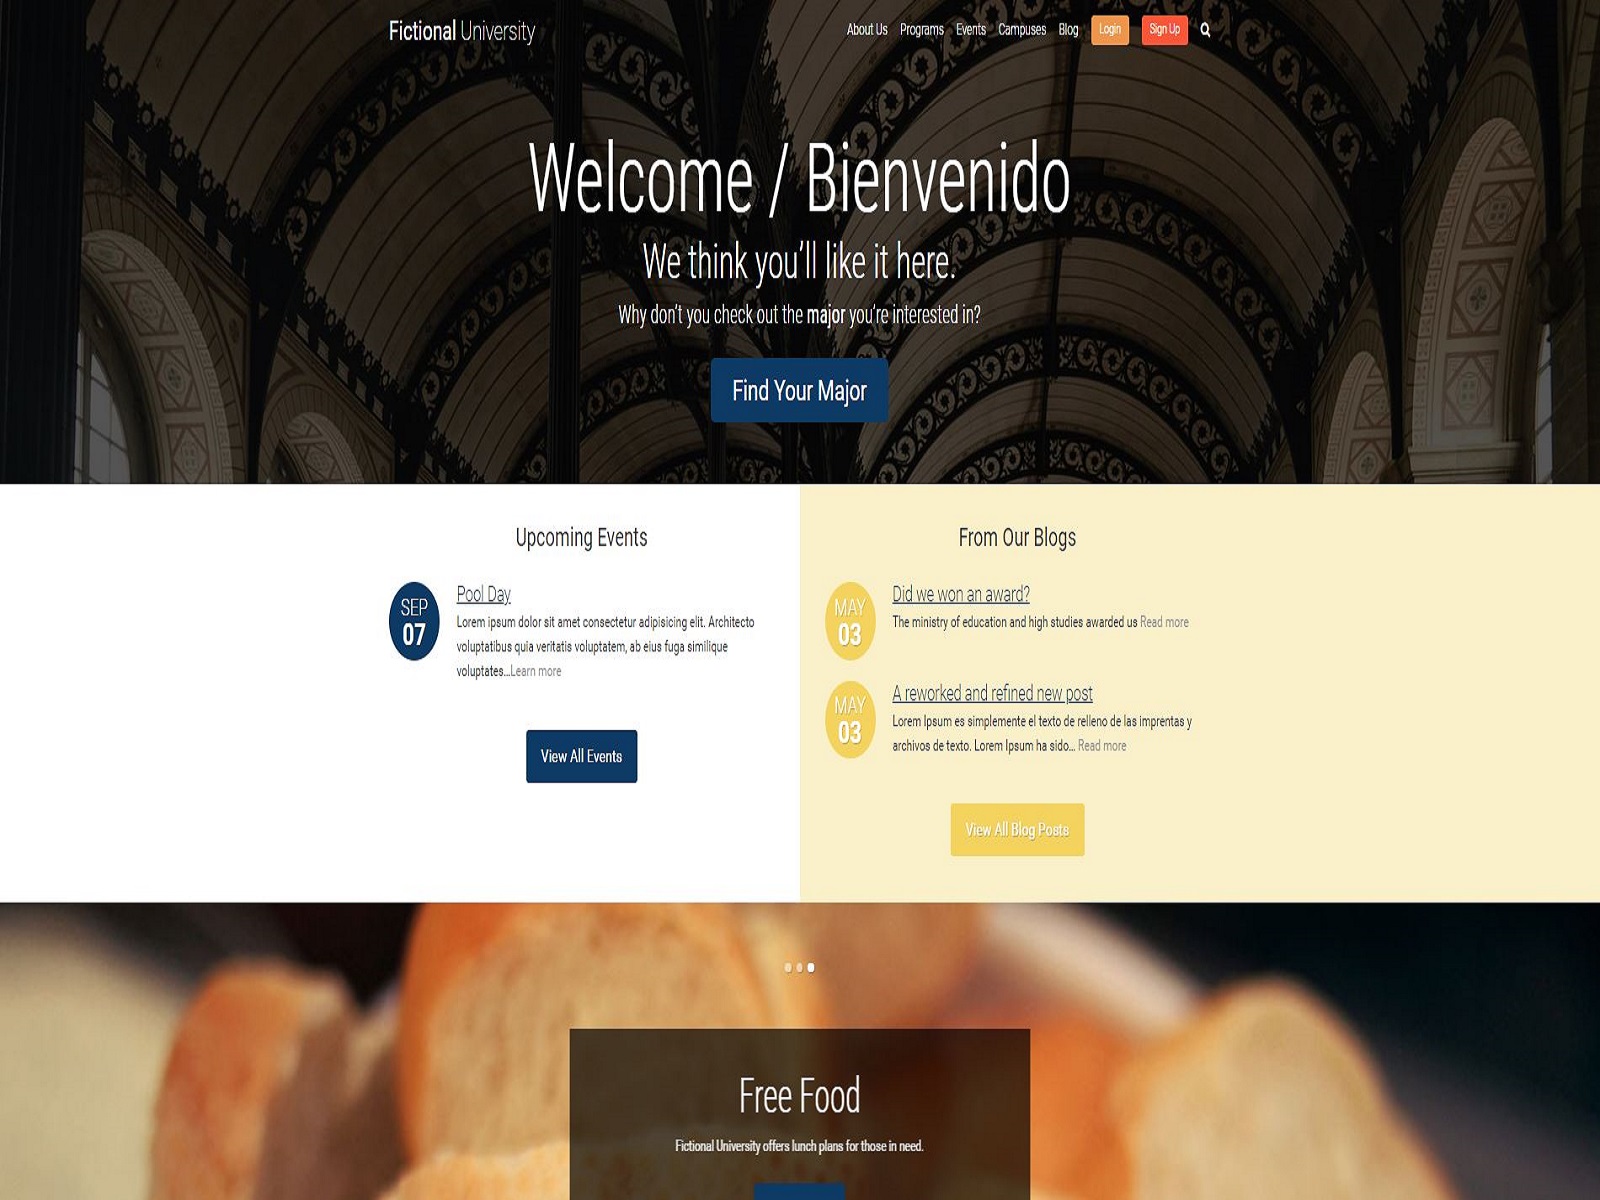 Fictional University
About Us Programs Events Campuses Blog Login Sign Up
Welcome / Bienvenido
We think you'll like it here.
Why don't you check out the major you're interested in?
Find Your Major
Upcoming Events
SEP
07
Pool Day
Lorem ipsum dolor sit amet consectetur adipisicing elit. Architecto
voluptatibus quia veritatis voluptatem, ab eius fuga similique
voluptates...Learn more
View All Events
From Our Blogs
MAY
03
Did we won an award?
The ministry of education and high studies awarded us Read more
MAY
03
A reworked and refined new post
Lorem Ipsum es simplemente el texto de relleno de las imprentas y
archivos de texto. Lorem Ipsum ha sido... Read more
View All Blog Posts
Free Food
Fictional University offers lunch plans for those in need.